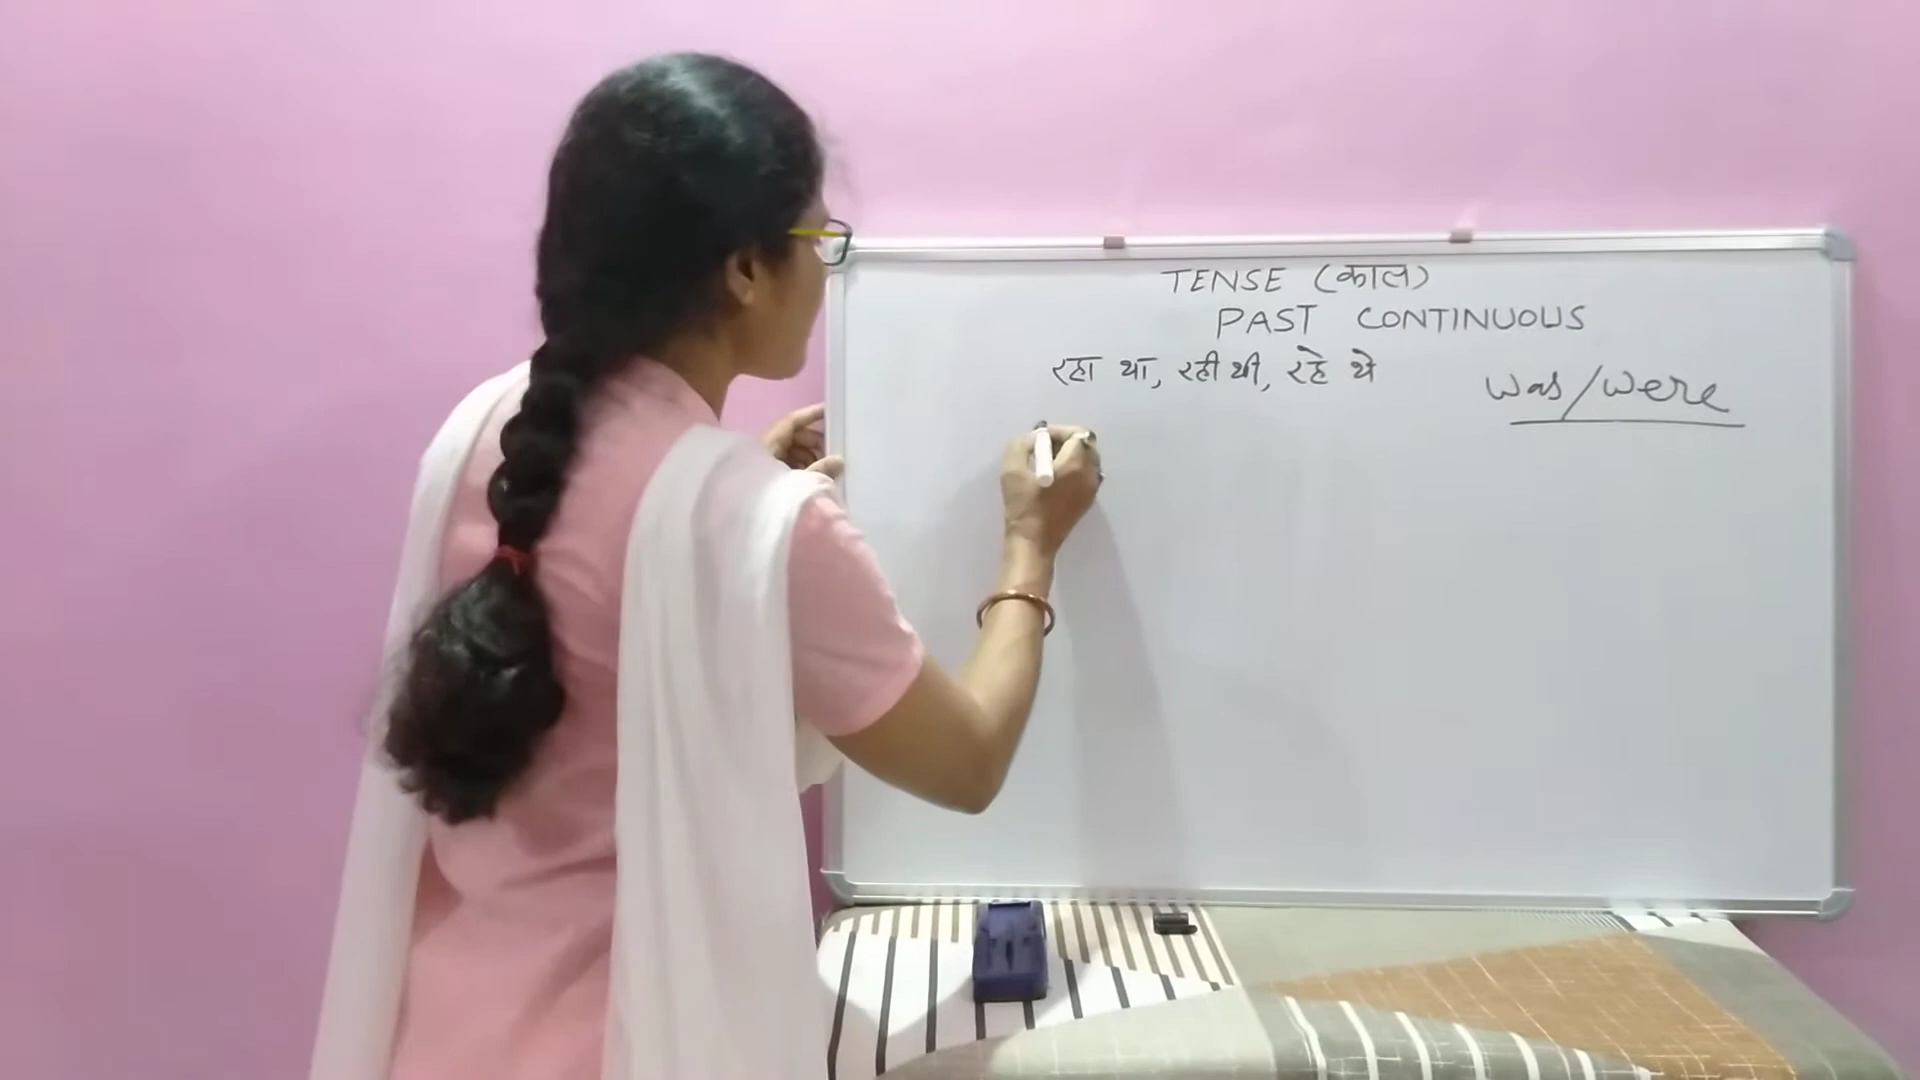 TENSE (काल)
PAST CONTINUOUS
रहा था, रही थी, रहे थे
was/were